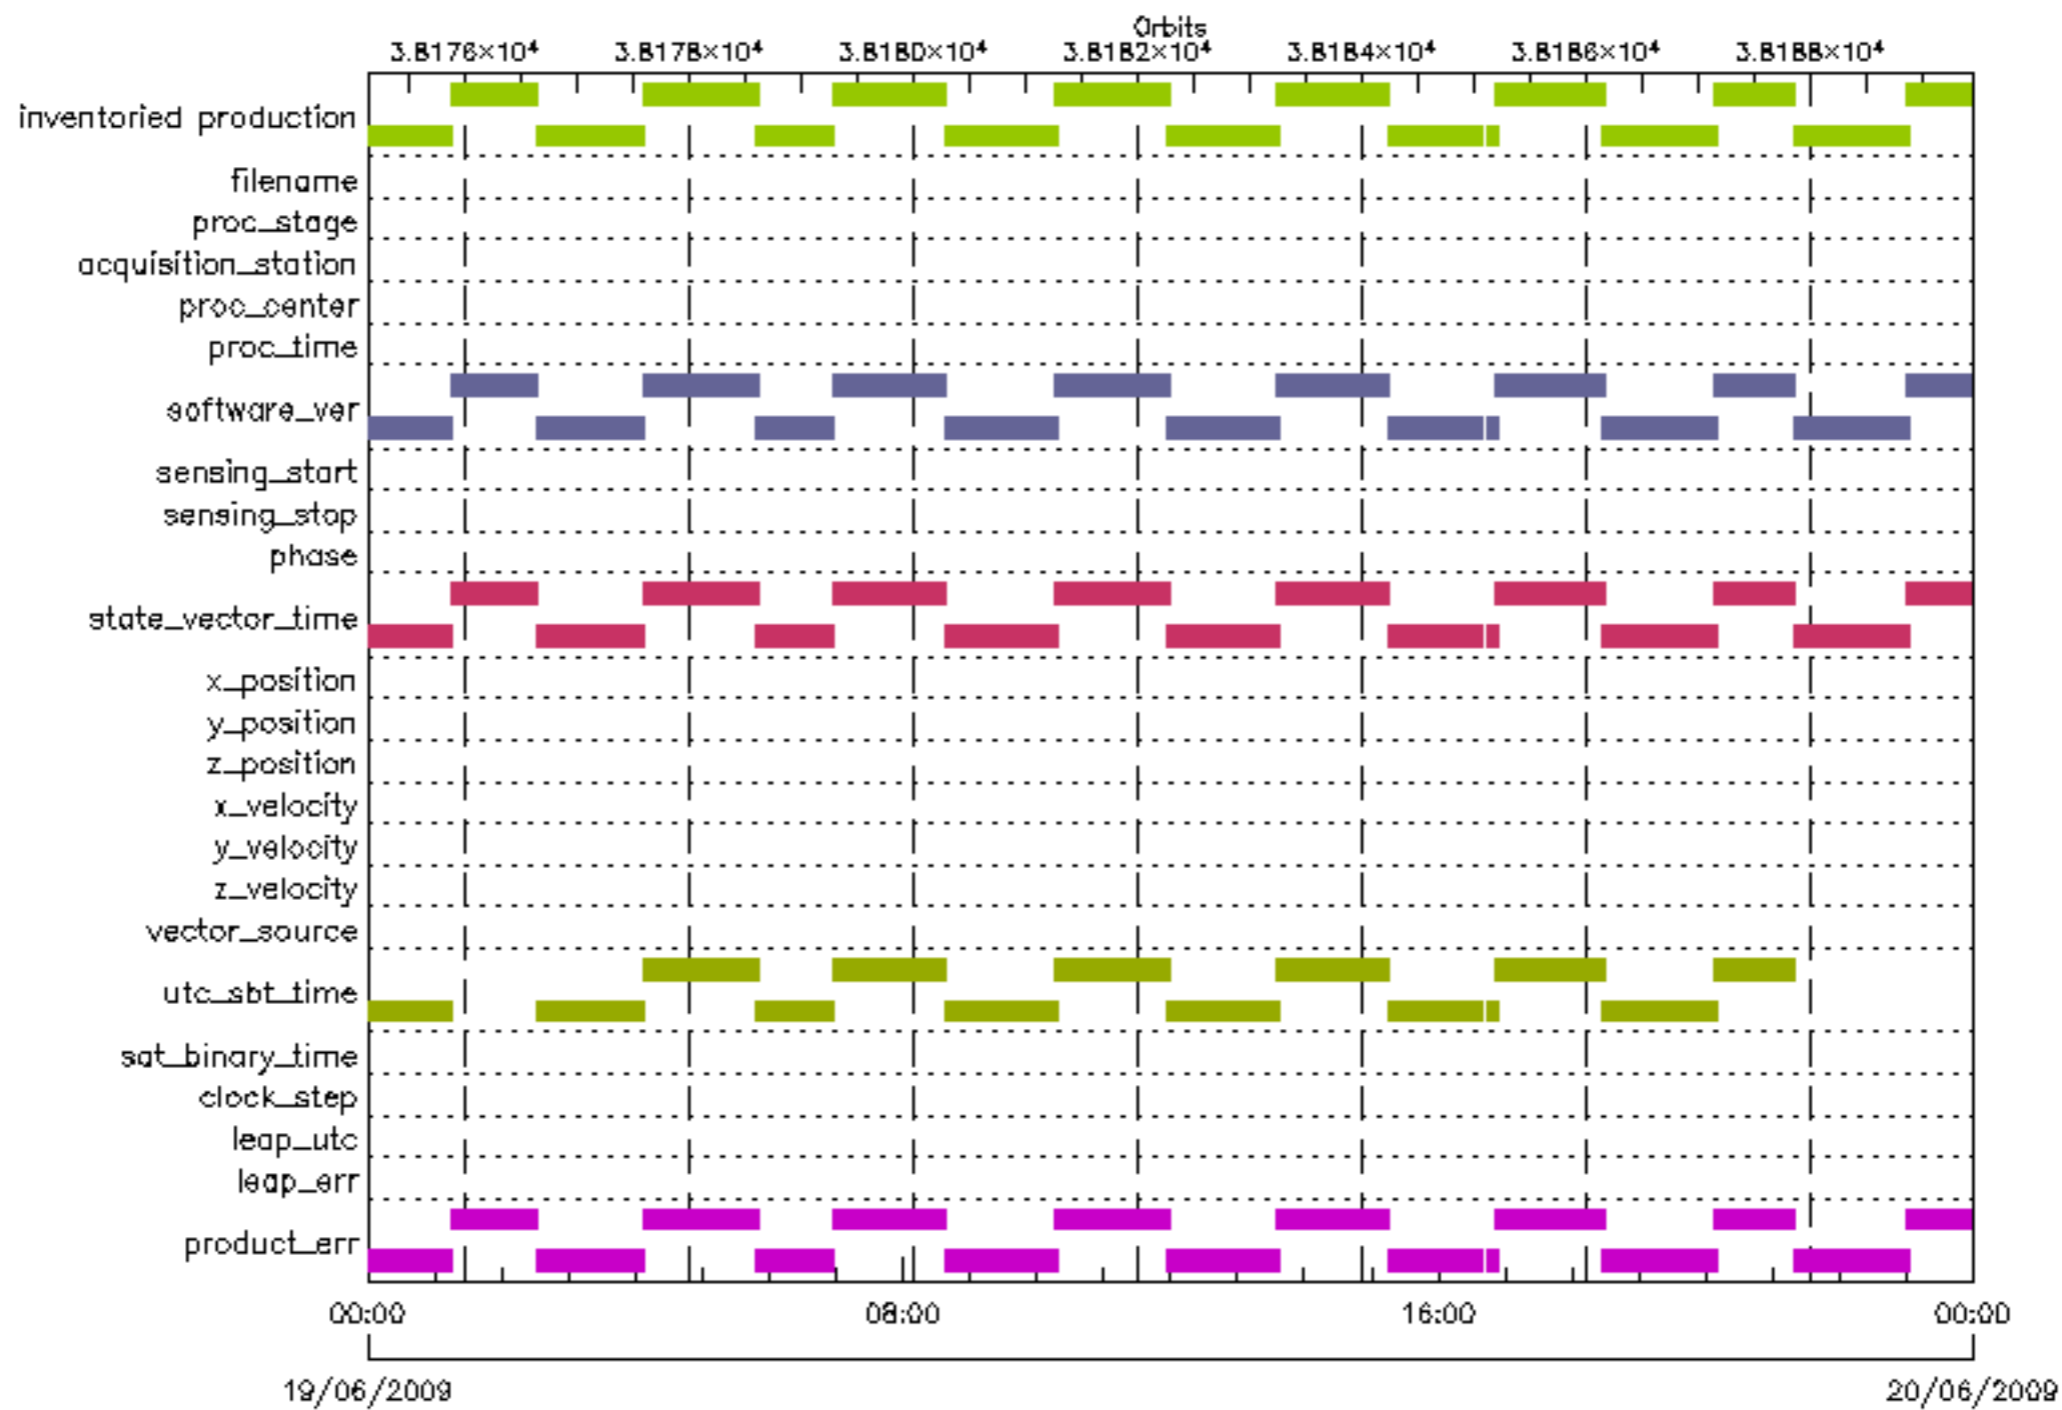 Orbits
3.8176×10⁴ 3.8178×10⁴ 3.8180×10⁴ 3.8182×10⁴ 3.8184×10⁴ 3.8186×10⁴ 3.8188×10⁴
inventoried production
filename
proc_stage
acquisition_station
proc_center
proc_time
software_ver
sensing_start
sensing_stop
phase
state_vector_time
x_position
y_position
z_position
x_velocity
y_velocity
z_velocity
vector_source
utc_sbt_time
sat_binary_time
clock_step
leap_utc
leap_err
product_err
00:00 08:00 16:00 00:00
19/06/2009 20/06/2009